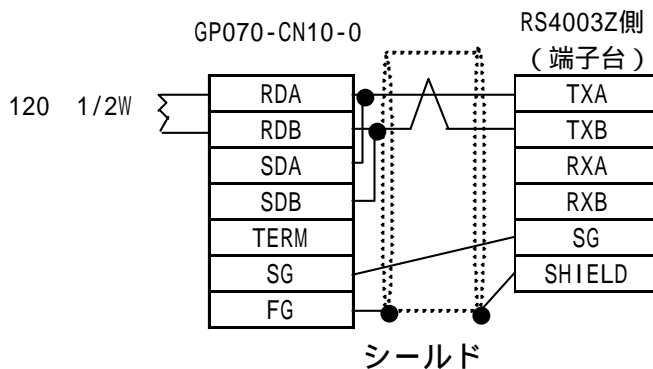 GP070-CN10-0
RS4003Z側
(端子台)
120 1/2W
RDA
RDB
SDA
SDB
TERM
SG
FG
TXA
TXB
RXA
RXB
SG
SHIELD
シールド